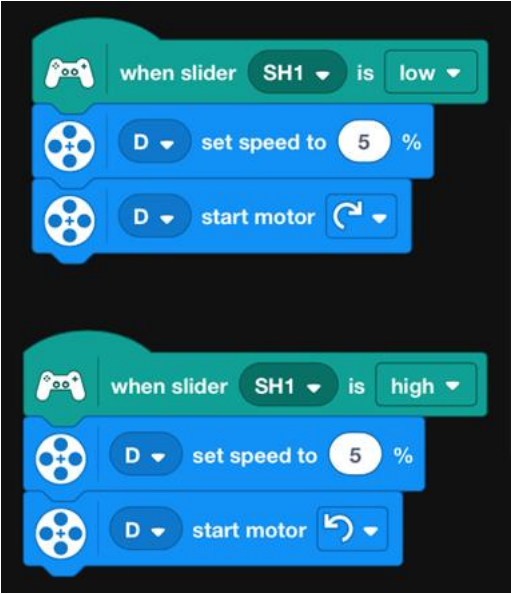 when slider SH1 is low
D set speed to 5 %
D start motor
when slider SH1 is high
D set speed to 5 %
D start motor